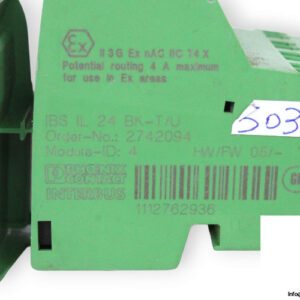 Ex II 3 G Ex nAC IIC T4 X
Potential routing 4 A maximum
for use in Ex areas
IBS IL 24 BK-T/U
Order-No.: 2742094
Module-ID: 4 HW/FW 06/-
PHOENIX
CONTACT
INTERBUS
1112762936
503